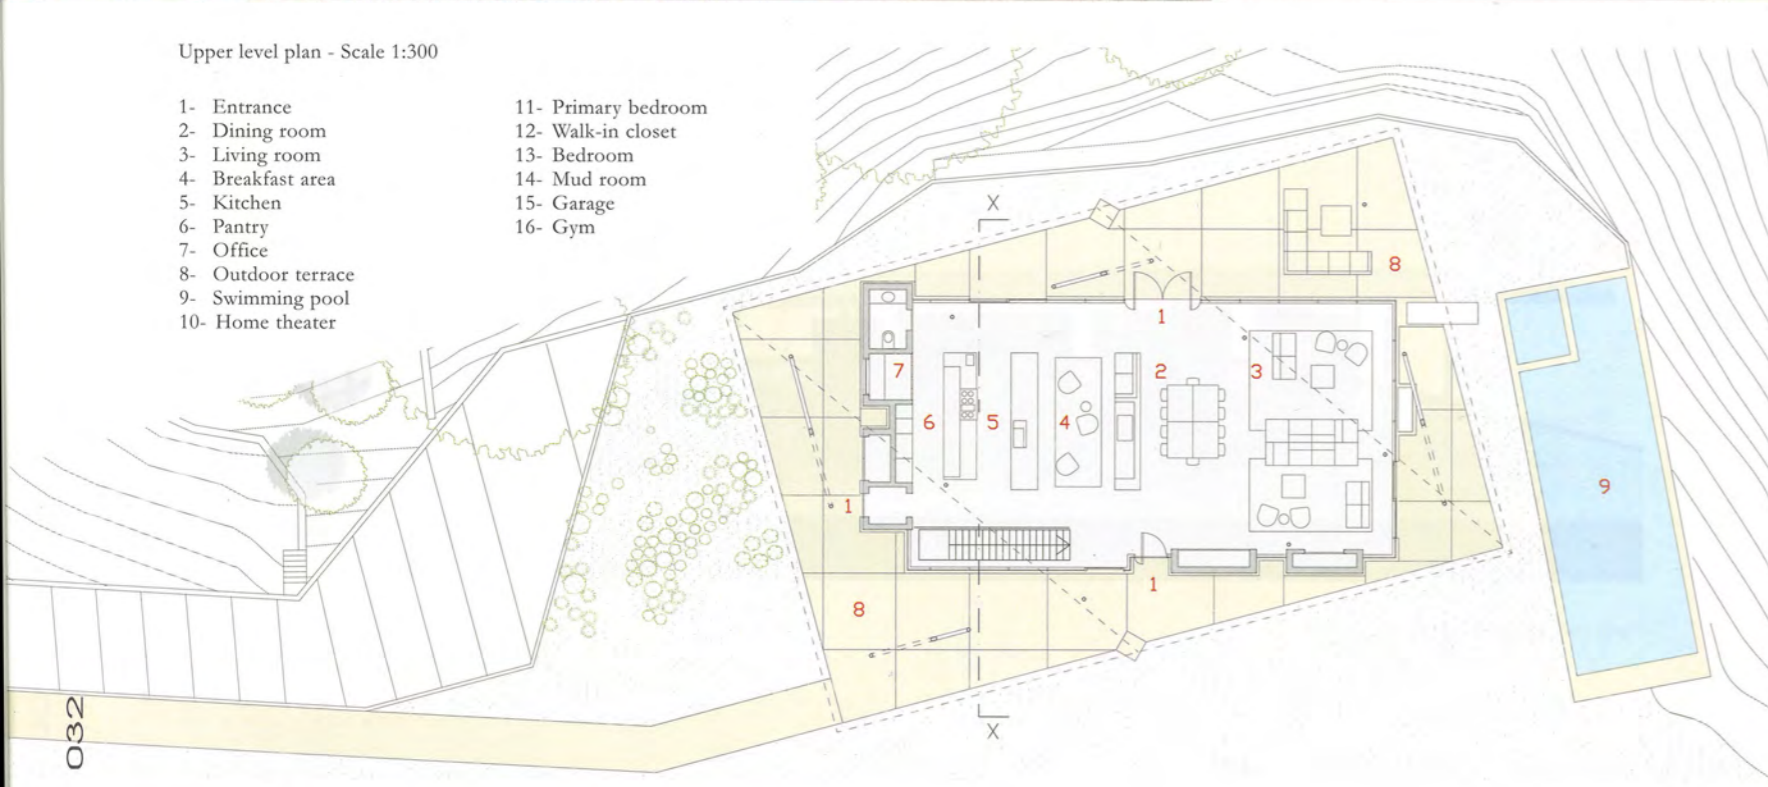 Upper level plan - Scale 1:300
1- Entrance
2- Dining room
3- Living room
4- Breakfast area
5- Kitchen
6- Pantry
7- Office
8- Outdoor terrace
9- Swimming pool
10- Home theater
11- Primary bedroom
12- Walk-in closet
13- Bedroom
14- Mud room
15- Garage
16- Gym
X
8
1
7
2
3
6
5
4
9
1
1
8
X
032